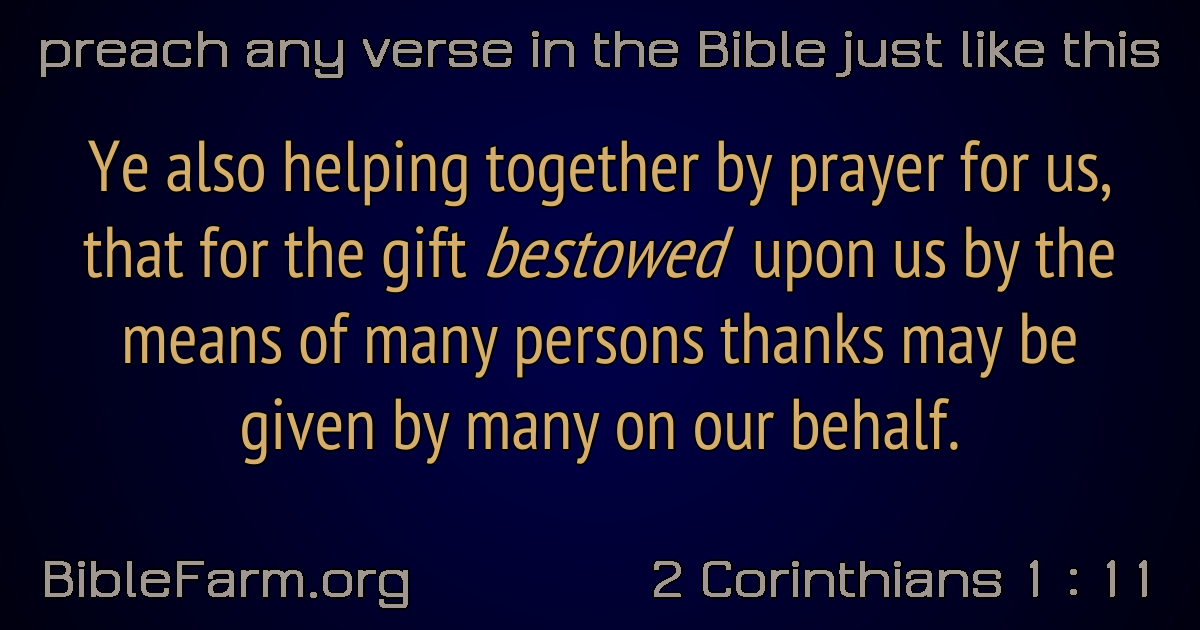 preach any verse in the Bible just like this
Ye also helping together by prayer for us,
that for the gift bestowed upon us by the
means of many persons thanks may be
given by many on our behalf.
BibleFarm.org
2 Corinthians 1 : 11